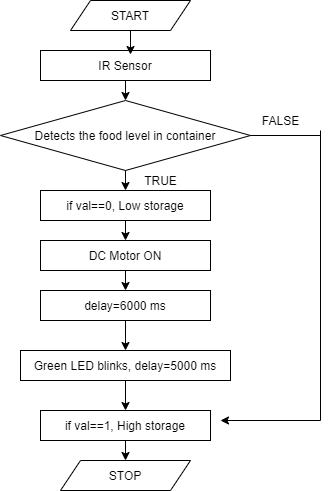 START
IR Sensor
Detects the food level in container
FALSE
TRUE
if val==0, Low storage
DC Motor ON
delay=6000 ms
Green LED blinks, delay=5000 ms
if val==1, High storage
STOP